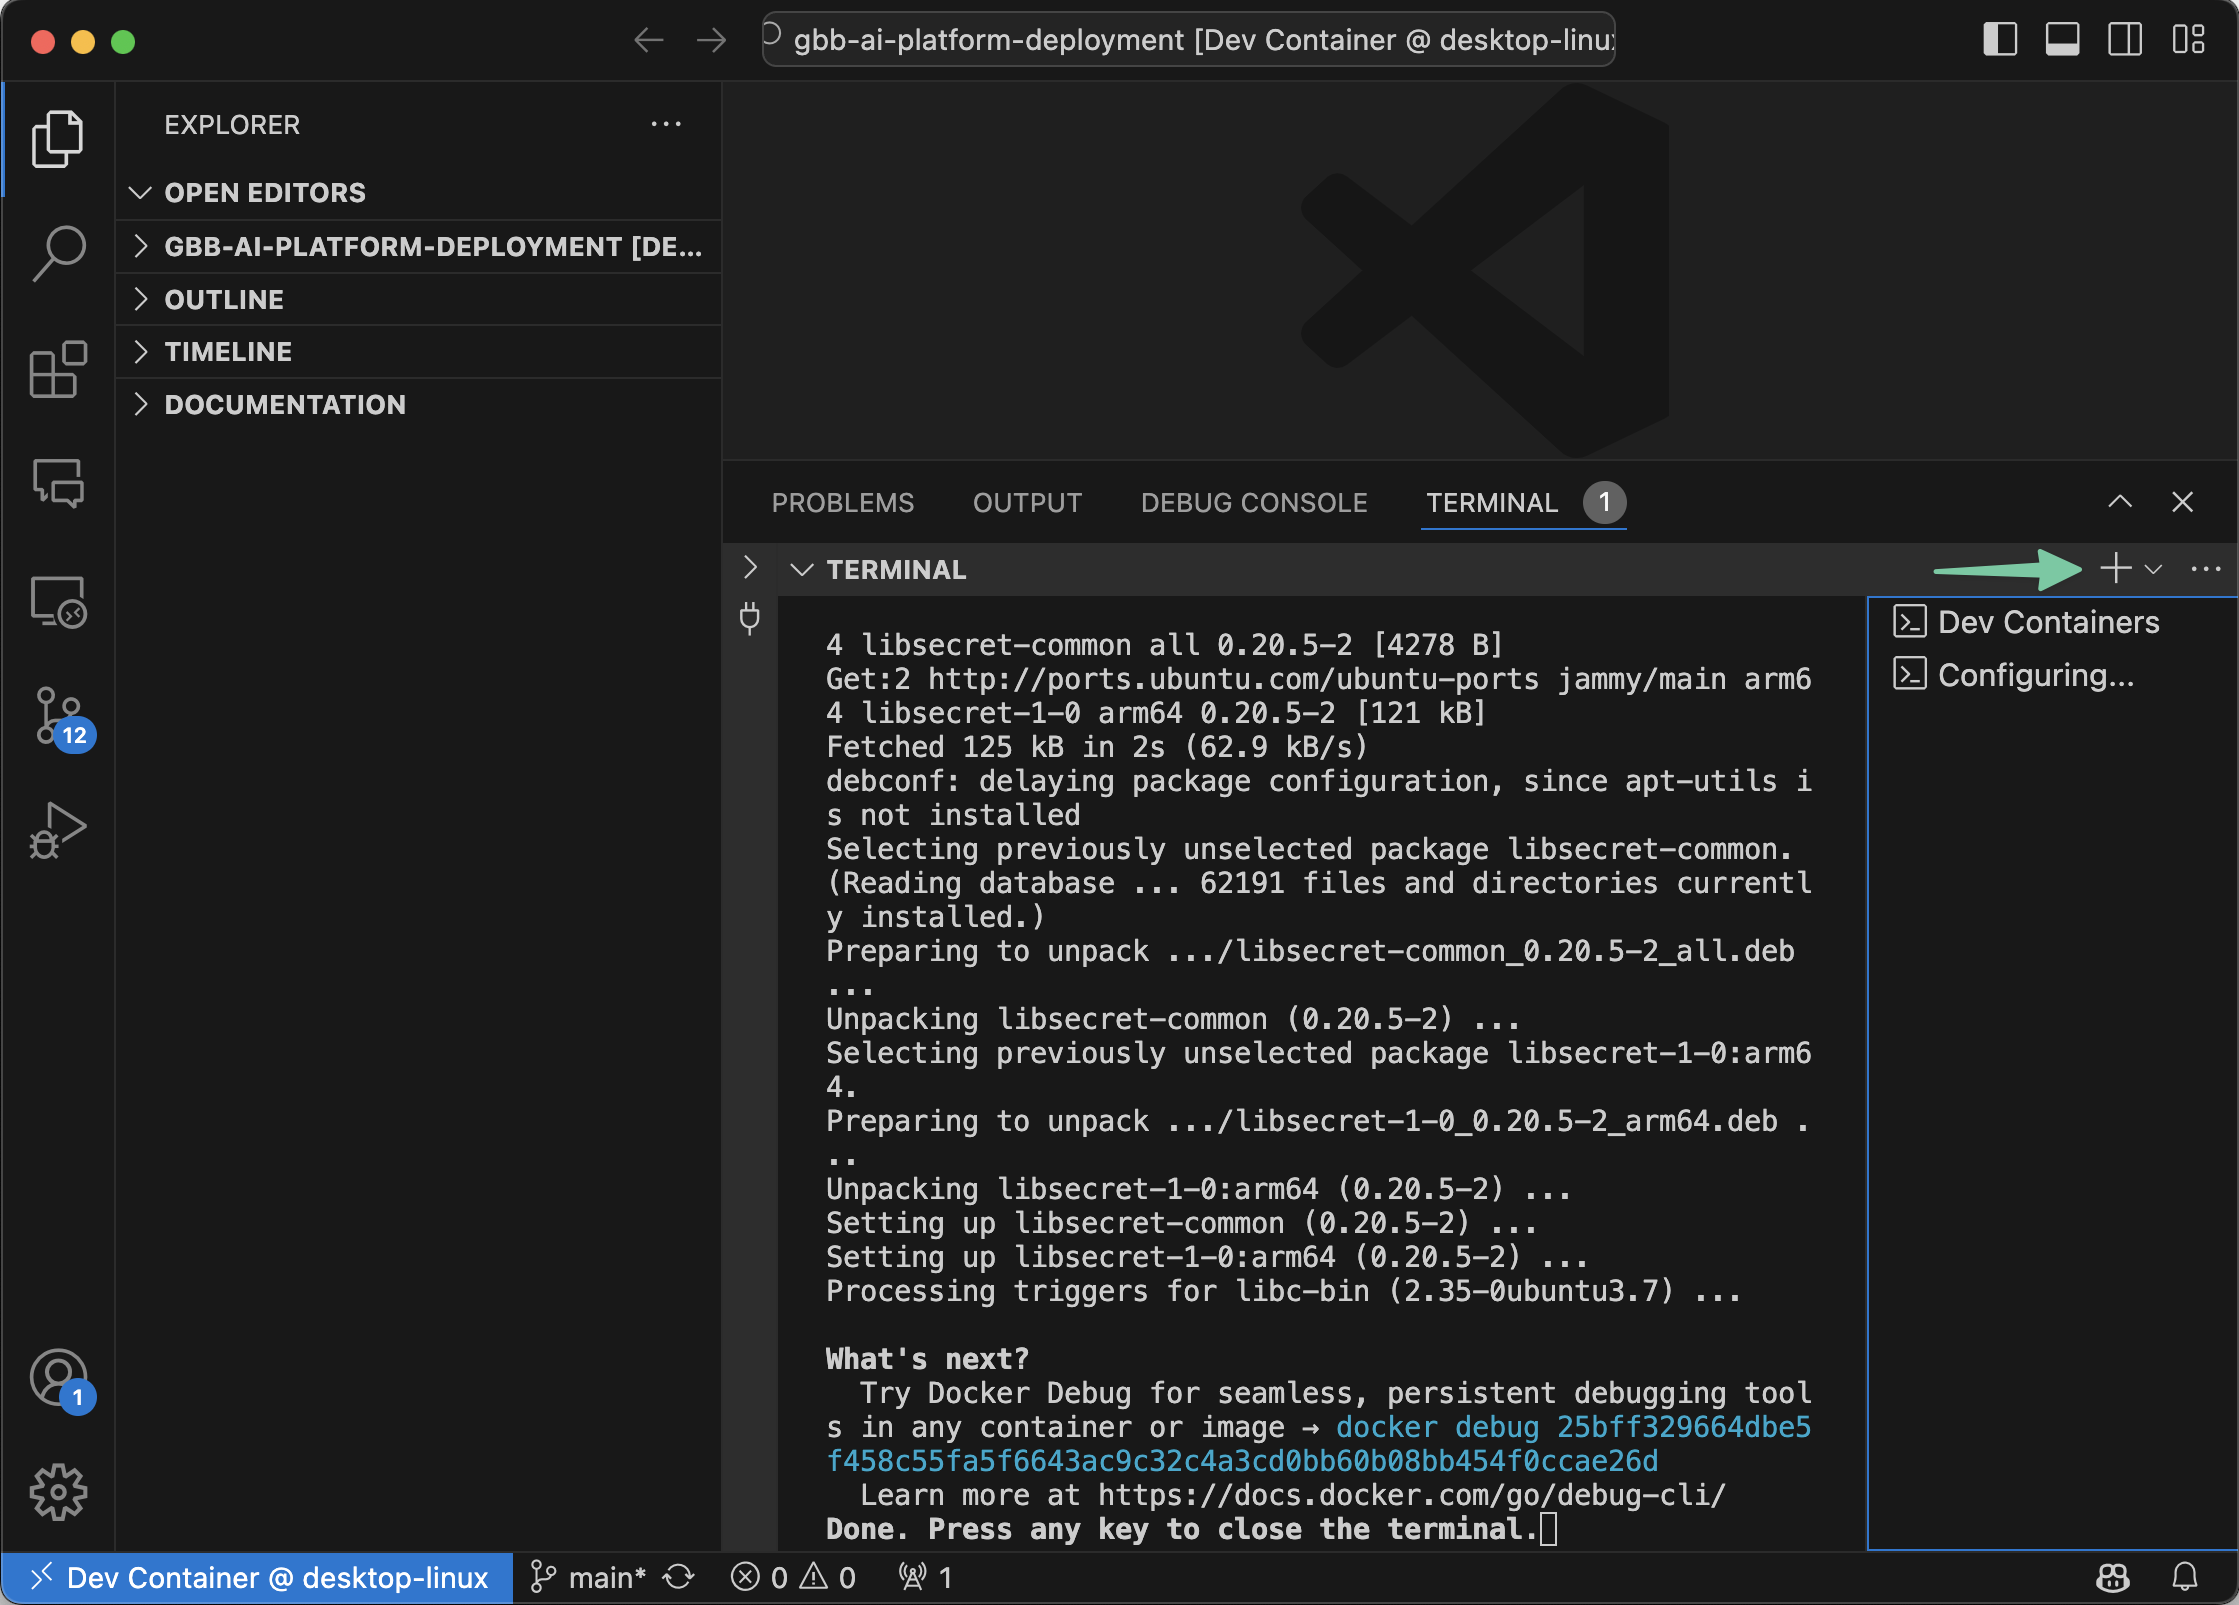 gbb-ai-platform-deployment [Dev Container @ desktop-linux
EXPLORER
OPEN EDITORS
GBB-AI-PLATFORM-DEPLOYMENT [DE...
OUTLINE
TIMELINE
DOCUMENTATION
12
1
PROBLEMS OUTPUT DEBUG CONSOLE TERMINAL 1
TERMINAL
4 libsecret-common all 0.20.5-2 [4278 B]
Get:2 http://ports.ubuntu.com/ubuntu-ports jammy/main arm6
4 libsecret-1-0 arm64 0.20.5-2 [121 kB]
Fetched 125 kB in 2s (62.9 kB/s)
debconf: delaying package configuration, since apt-utils i
s not installed
Selecting previously unselected package libsecret-common.
(Reading database ... 62191 files and directories currentl
y installed.)
Preparing to unpack .../libsecret-common_0.20.5-2_all.deb
...
Unpacking libsecret-common (0.20.5-2) ...
Selecting previously unselected package libsecret-1-0:arm6
4.
Preparing to unpack .../libsecret-1-0_0.20.5-2_arm64.deb .
..
Unpacking libsecret-1-0:arm64 (0.20.5-2) ...
Setting up libsecret-common (0.20.5-2) ...
Setting up libsecret-1-0:arm64 (0.20.5-2) ...
Processing triggers for libc-bin (2.35-0ubuntu3.7) ...
What's next?
Try Docker Debug for seamless, persistent debugging tool
s in any container or image → docker debug 25bff329664dbe5
f458c55fa5f6643ac9c32c4a3cd0bb60b08bb454f0ccae26d
Learn more at https://docs.docker.com/go/debug-cli/
Done. Press any key to close the terminal.
Dev Containers
Configuring...
Dev Container @ desktop-linux main* 0 0 1